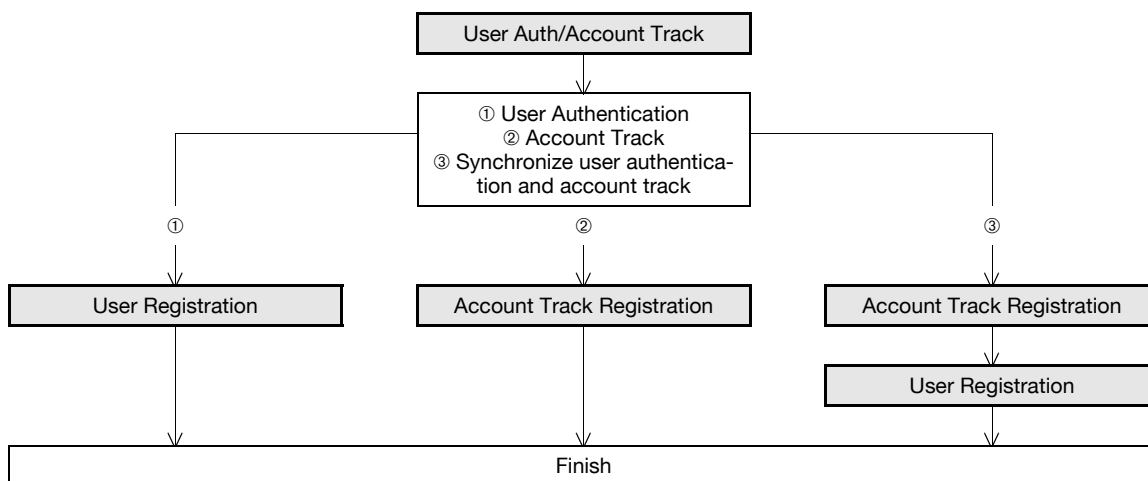 User Auth/Account Track
① User Authentication
② Account Track
③ Synchronize user authentica-
tion and account track
① ② ③
User Registration Account Track Registration Account Track Registration
User Registration
Finish